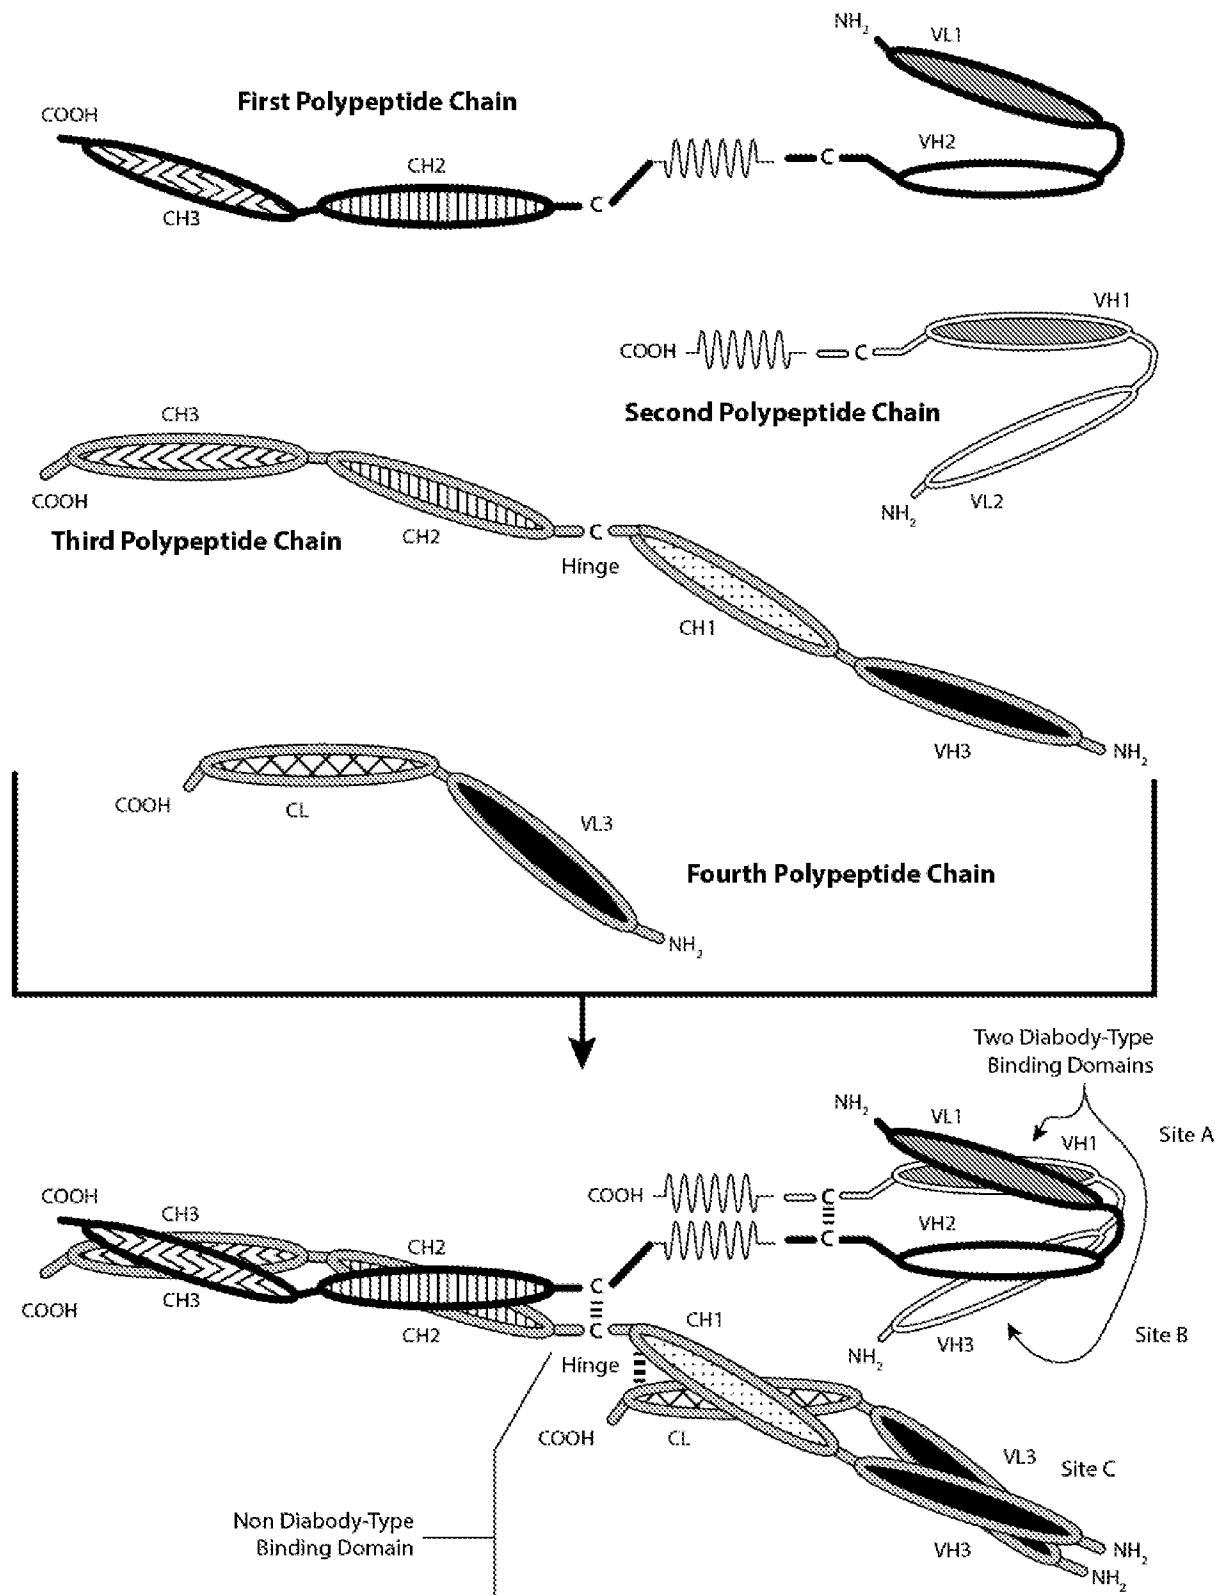 NH2
VL1
First Polypeptide Chain
COOH
CH2
C
C
VH2
CH3
VH1
COOH
C
Second Polypeptide Chain
CH3
COOH
VL2
NH2
Third Polypeptide Chain
CH2
C
Hinge
CH1
VH3
NH2
COOH
CL
VL3
Fourth Polypeptide Chain
NH2
Two Diabody-Type
Binding Domains
NH2
VL1
VH1
Site A
COOH
C
COOH
CH3
CH2
C
VH2
C
COOH
CH3
CH2
C
CH1
Hinge
VH3
Site B
NH2
COOH
CL
VL3
Site C
Non Diabody-Type
Binding Domain
VH3
NH2
NH2